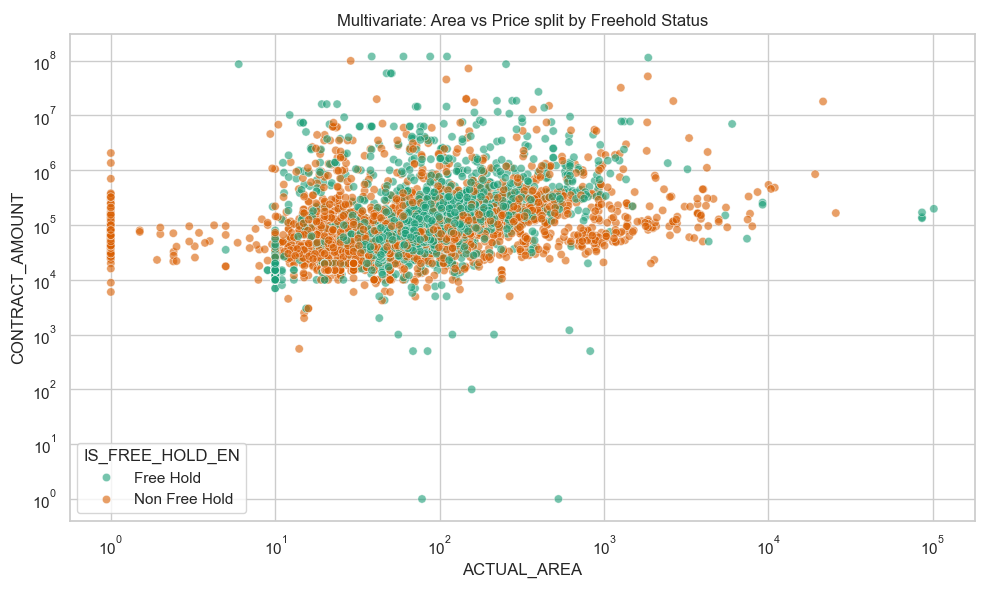 Multivariate: Area vs Price split by Freehold Status
CONTRACT_AMOUNT
10^8
10^7
10^6
10^5
10^4
10^3
10^2
10^1
10^0
IS_FREE_HOLD_EN
Free Hold
Non Free Hold
10^0 10^1 10^2 10^3 10^4 10^5
ACTUAL_AREA